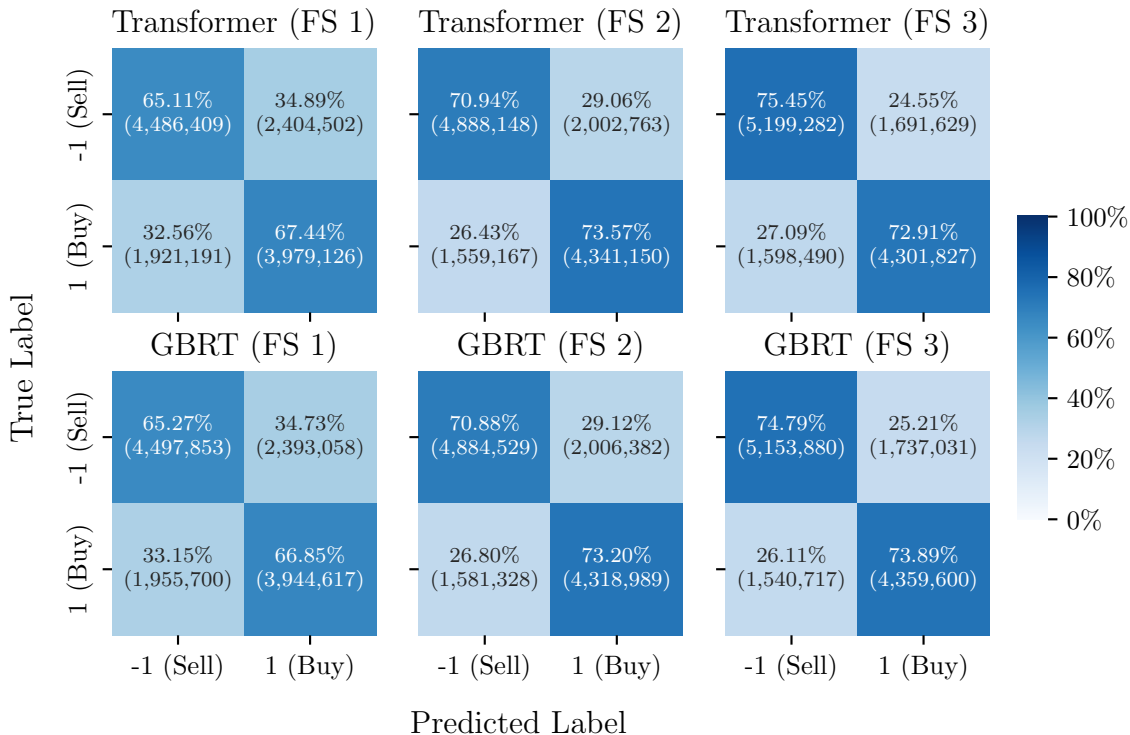 Transformer (FS 1) Transformer (FS 2) Transformer (FS 3)
-1 (Sell)
65.11% 34.89% 70.94% 29.06% 75.45% 24.55%
(4,486,409) (2,404,502) (4,888,148) (2,002,763) (5,199,282) (1,691,629)
1 (Buy)
32.56% 67.44% 26.43% 73.57% 27.09% 72.91%
(1,921,191) (3,979,126) (1,559,167) (4,341,150) (1,598,490) (4,301,827)
GBRT (FS 1) GBRT (FS 2) GBRT (FS 3)
-1 (Sell)
65.27% 34.73% 70.88% 29.12% 74.79% 25.21%
(4,497,853) (2,393,058) (4,884,529) (2,006,382) (5,153,880) (1,737,031)
1 (Buy)
33.15% 66.85% 26.80% 73.20% 26.11% 73.89%
(1,955,700) (3,944,617) (1,581,328) (4,318,989) (1,540,717) (4,359,600)
-1 (Sell) 1 (Buy) -1 (Sell) 1 (Buy) -1 (Sell) 1 (Buy)
True Label
Predicted Label
100%
80%
60%
40%
20%
0%